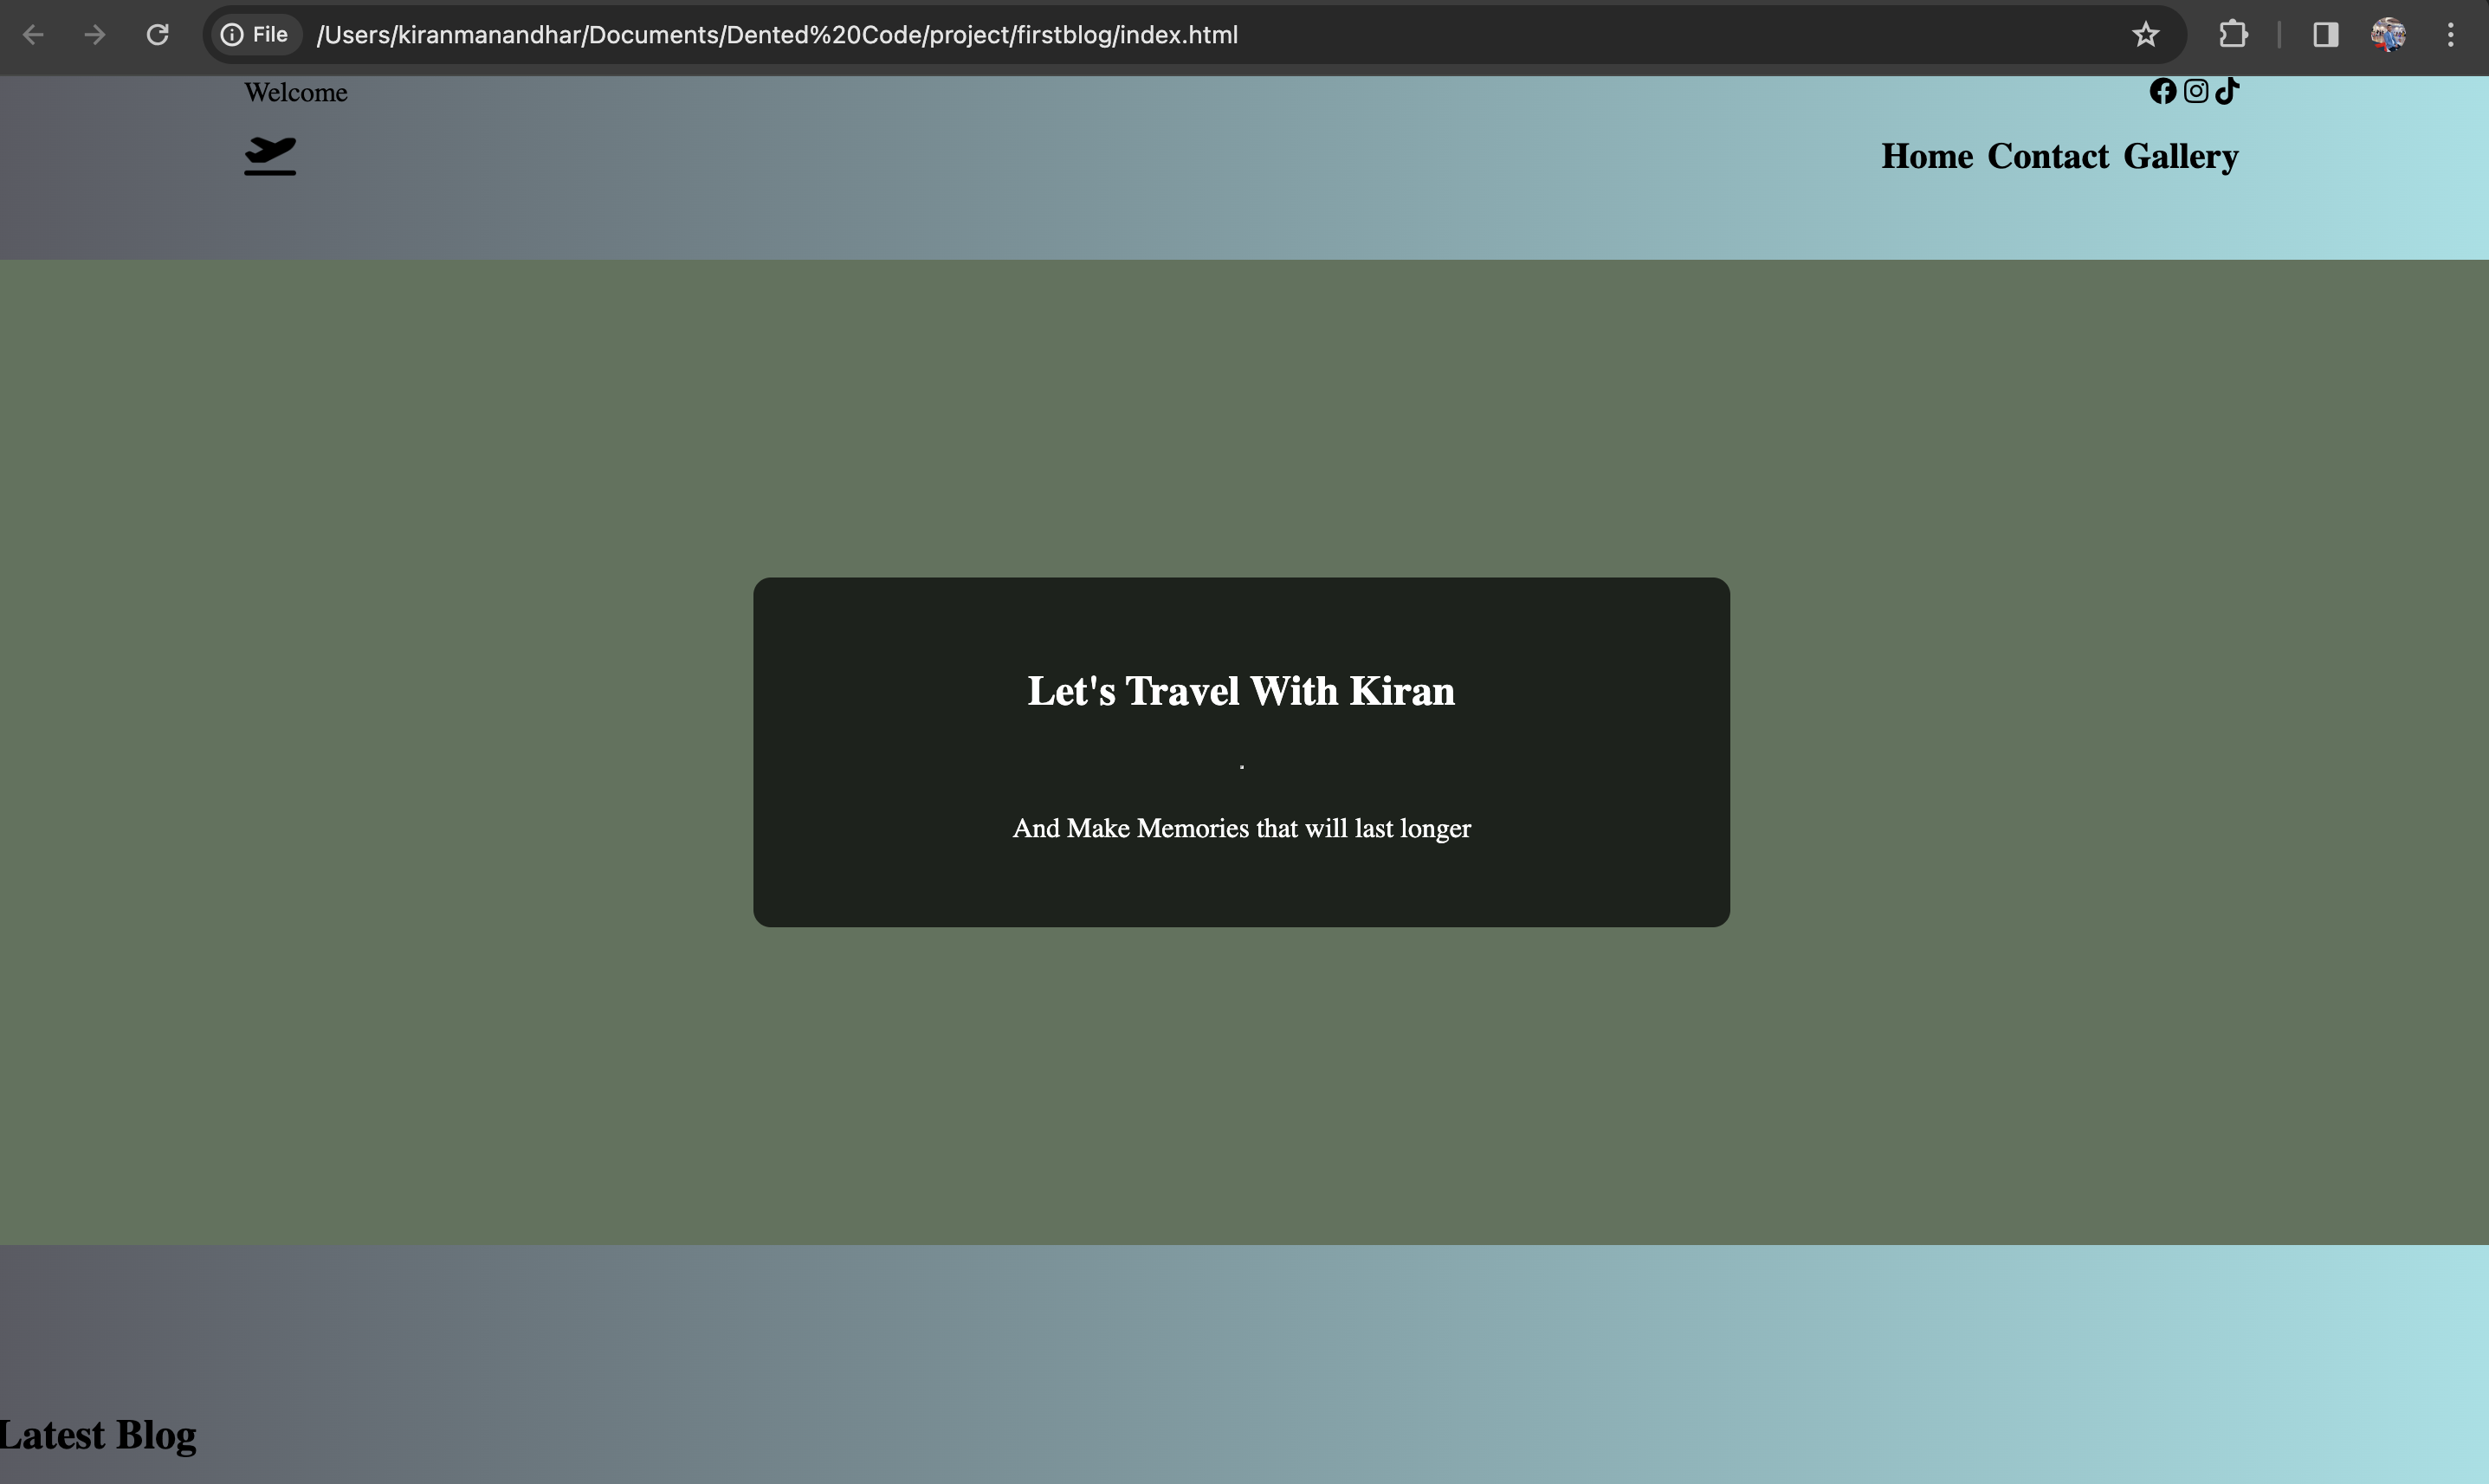 File /Users/kiranmanandhar/Documents/Dented%20Code/project/firstblog/index.html
Welcome
Home Contact Gallery
Let's Travel With Kiran
And Make Memories that will last longer
Latest Blog